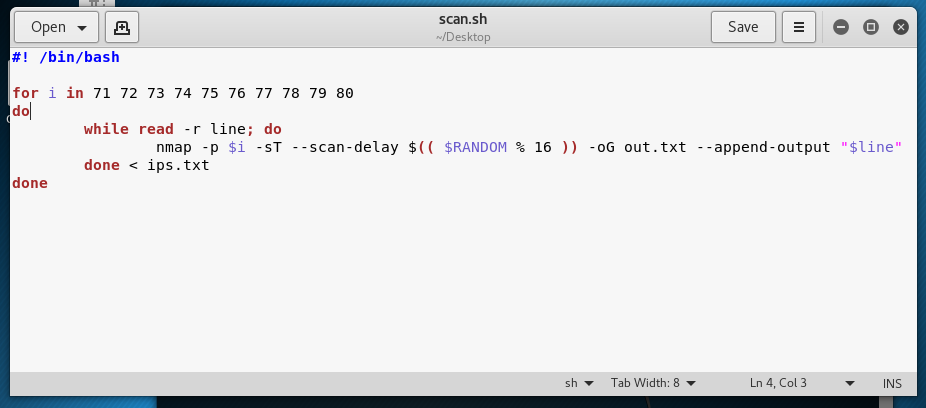 Open
scan.sh
~/Desktop
Save
#! /bin/bash
for i in 71 72 73 74 75 76 77 78 79 80
do
while read -r line; do
nmap -p $i -sT --scan-delay $(( $RANDOM % 16 )) -oG out.txt --append-output "$line"
done < ips.txt
done
sh
Tab Width: 8
Ln 4, Col 3
INS